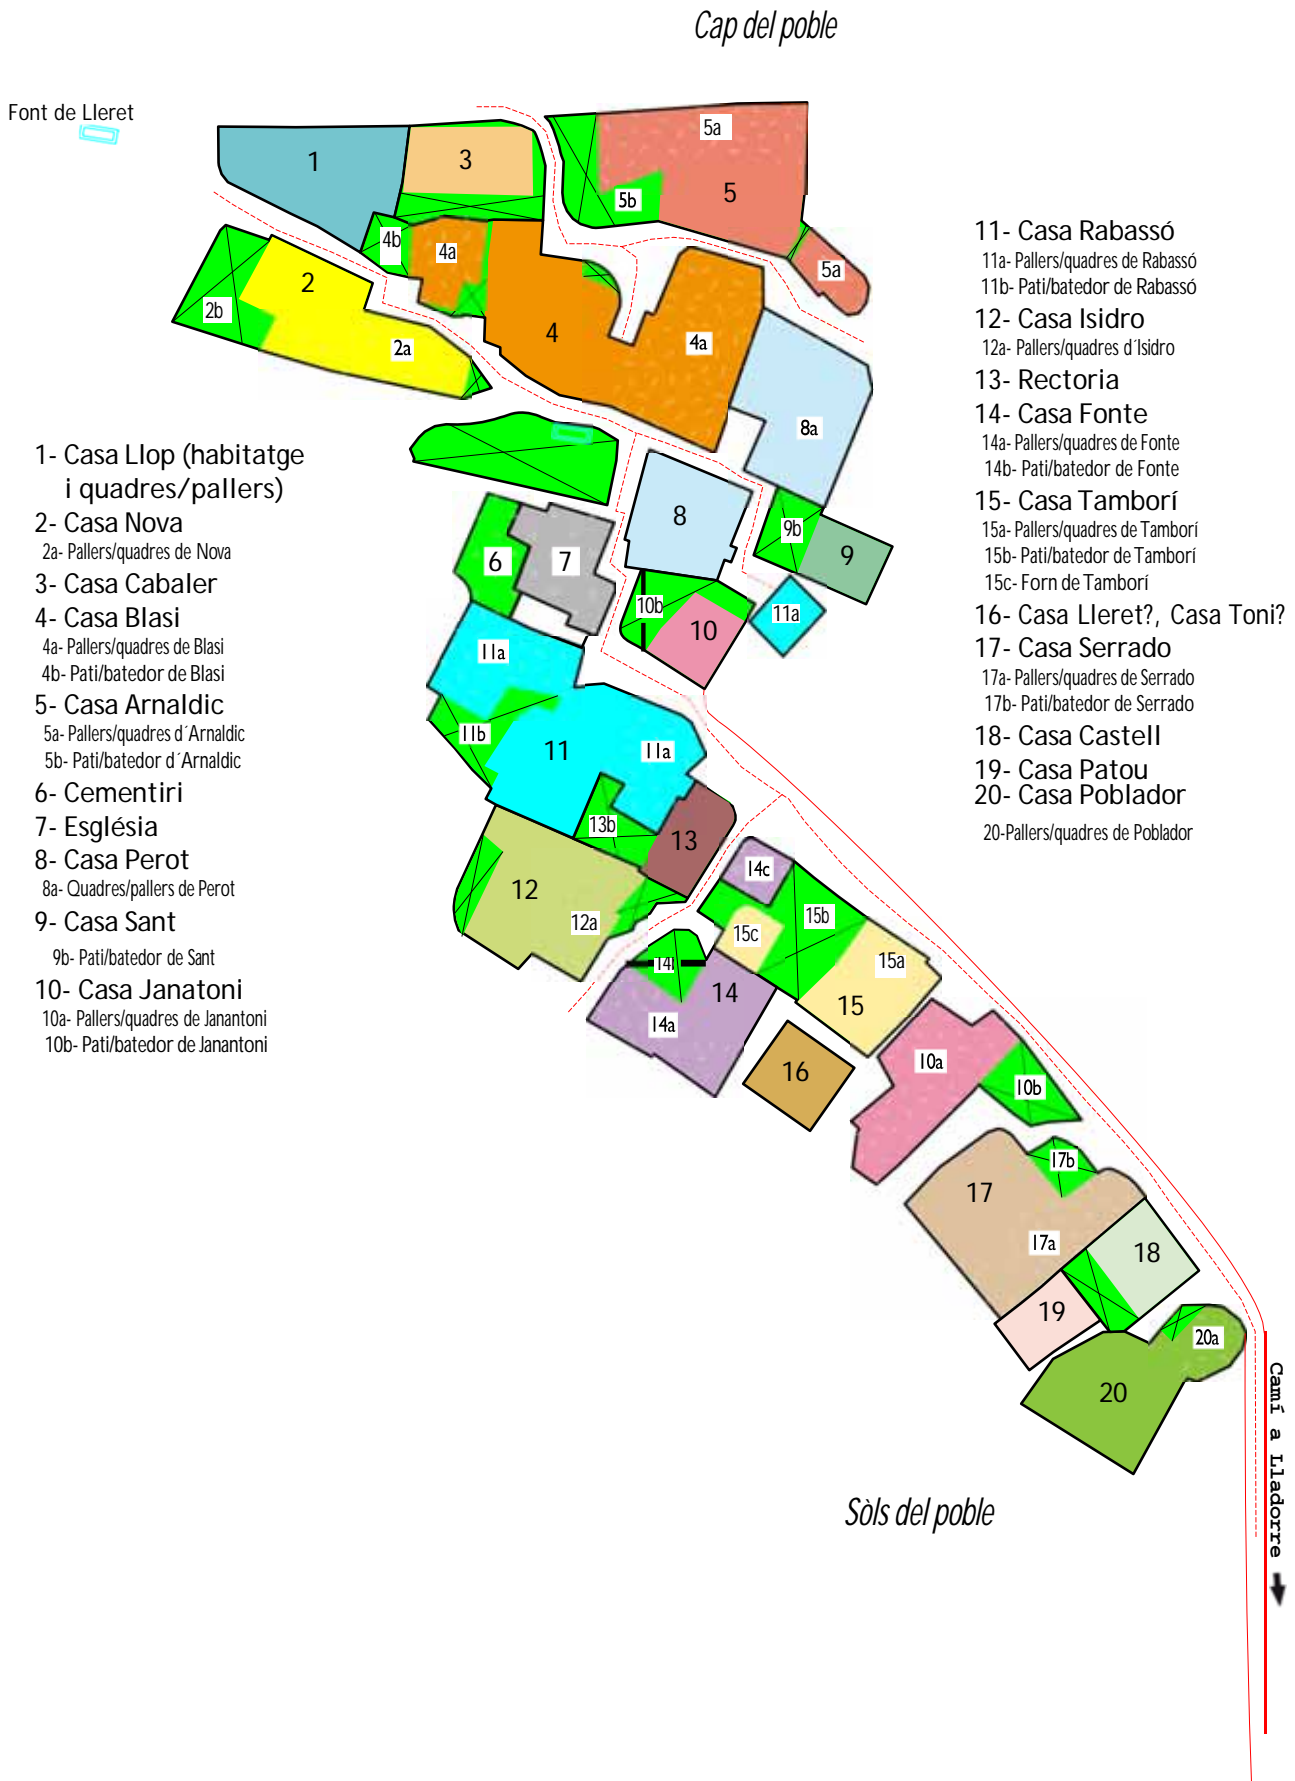 Cap del poble
Font de Lleret
1
3
5a
5
5b
4b
4a
5a
2
2b
2a
4
4a
8a
1- Casa Llop (habitatge
i quadres/pallers)
2- Casa Nova
2a- Pallers/quadres de Nova
3- Casa Cabaler
4- Casa Blasi
4a- Pallers/quadres de Blasi
4b- Pati/batedor de Blasi
5- Casa Arnaldic
5a- Pallers/quadres d´Arnaldic
5b- Pati/batedor d´Arnaldic
6- Cementiri
7- Església
8- Casa Perot
8a- Quadres/pallers de Perot
9- Casa Sant
9b- Pati/batedor de Sant
10- Casa Janatoni
10a- Pallers/quadres de Janantoni
10b- Pati/batedor de Janantoni
11- Casa Rabassó
11a- Pallers/quadres de Rabassó
11b- Pati/batedor de Rabassó
12- Casa Isidro
12a- Pallers/quadres d´Isidro
13- Rectoria
14- Casa Fonte
14a- Pallers/quadres de Fonte
14b- Pati/batedor de Fonte
15- Casa Tamborí
15a- Pallers/quadres de Tamborí
15b- Pati/batedor de Tamborí
15c- Forn de Tamborí
16- Casa Lleret?, Casa Toni?
17- Casa Serrado
17a- Pallers/quadres de Serrado
17b- Pati/batedor de Serrado
18- Casa Castell
19- Casa Patou
20- Casa Poblador
20-Pallers/quadres de Poblador
8
9b
9
6
7
10b
10
11a
11a
11b
11
11a
13b
13
12
12a
14c
15b
15c
15a
14
14a
15
16
10a
10b
17b
17
17a
18
19
20a
20
Camí a Lladorre
Sòls del poble